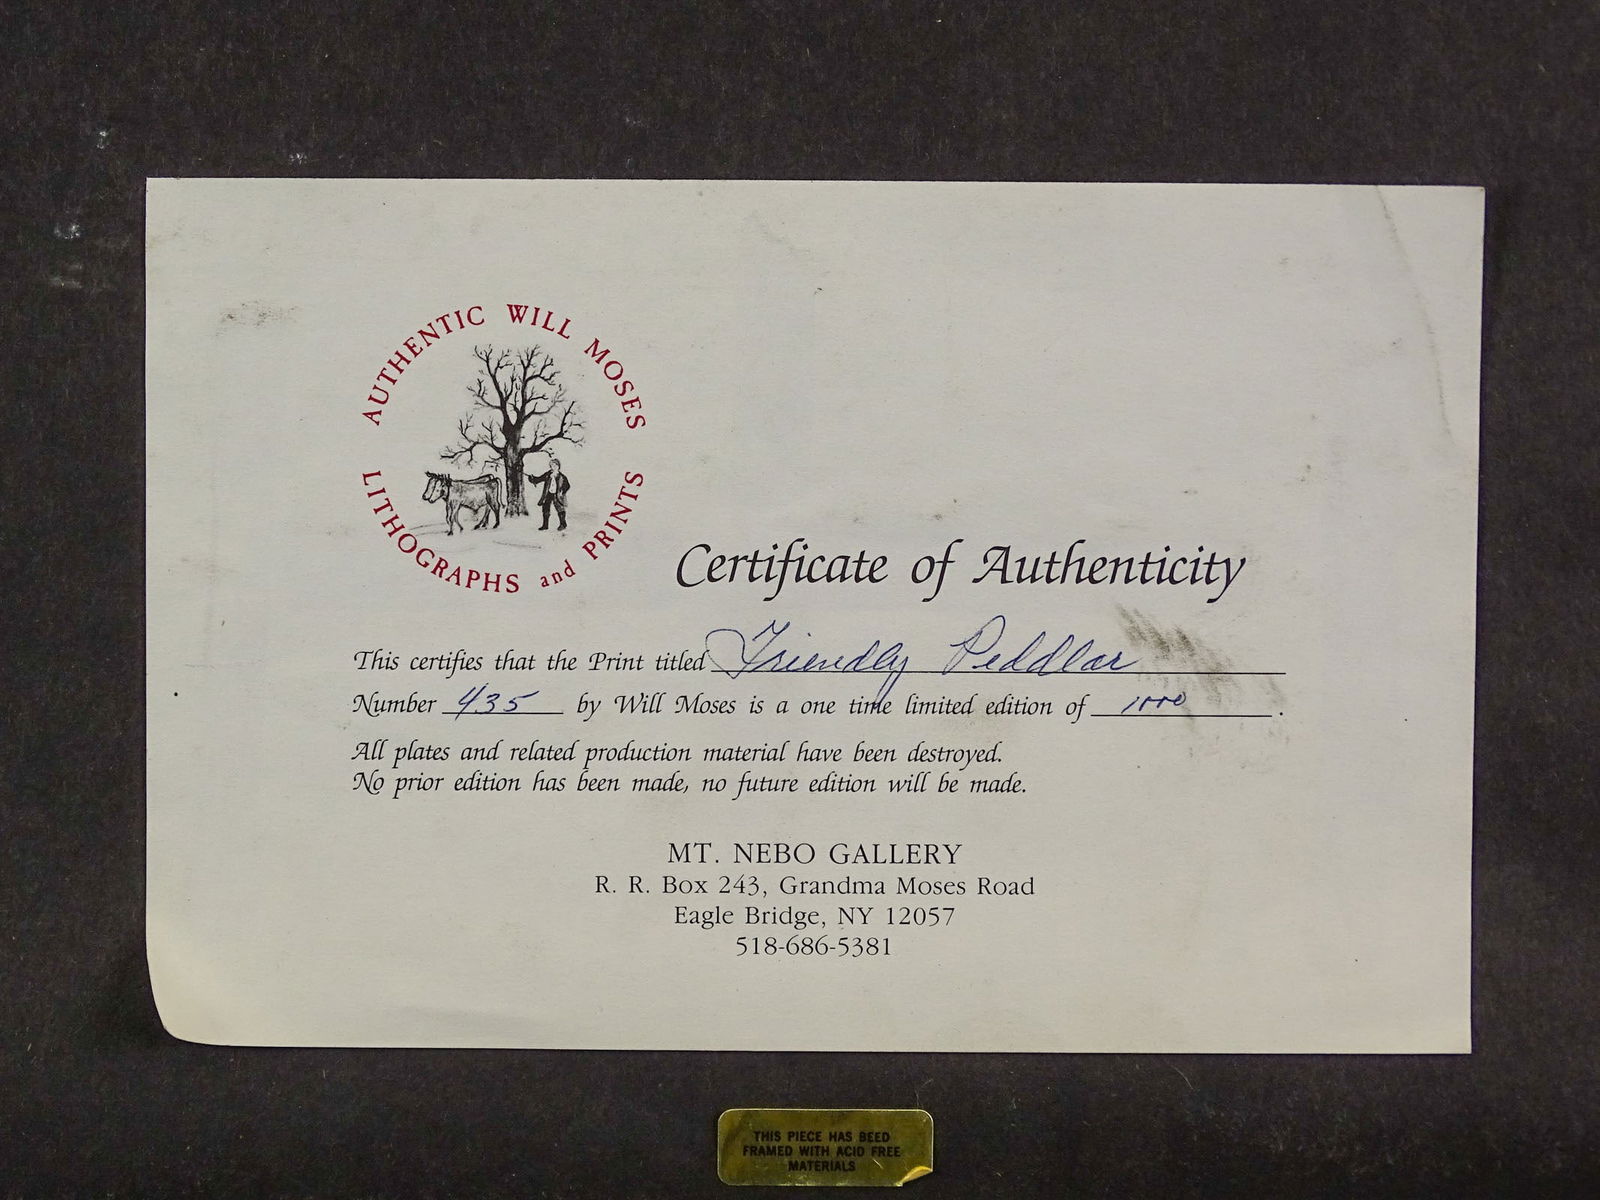 AUTHENTIC WILL MOSES
LITHOGRAPHS and PRINTS
Certificate of Authenticity
This certifies that the Print titled Friendly Peddlar
Number 435 by Will Moses is a one time limited edition of 1000.
All plates and related production material have been destroyed.
No prior edition has been made, no future edition will be made.
MT. NEBO GALLERY
R. R. Box 243, Grandma Moses Road
Eagle Bridge, NY 12057
518-686-5381
THIS PIECE HAS BEED
FRAMED WITH ACID FREE
MATERIALS